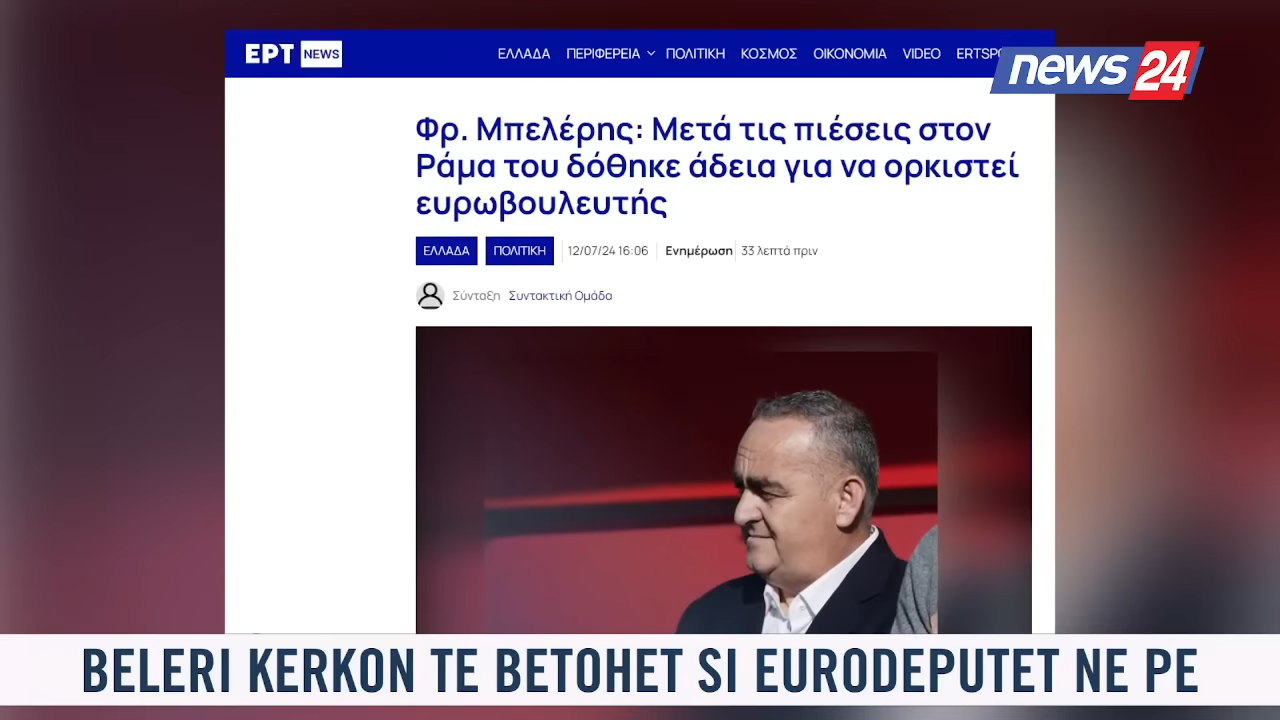 ΕΡΤ NEWS
ΕΛΛΑΔΑ ΠΕΡΙΦΕΡΕΙΑ ΠΟΛΙΤΙΚΗ ΚΟΣΜΟΣ ΟΙΚΟΝΟΜΙΑ VIDEO
news 24
Φρ. Μπελέρης: Μετά τις πιέσεις στον
Ράμα του δόθηκε άδεια για να ορκιστεί
ευρωβουλευτής
ΕΛΛΑΔΑ ΠΟΛΙΤΙΚΗ 12/07/24 16:06 Ενημέρωση 33 λεπτά πριν
Σύνταξη Συντακτική Ομάδα
BELERI KERKON TE BETOHET SI EURODEPUTET NE PE